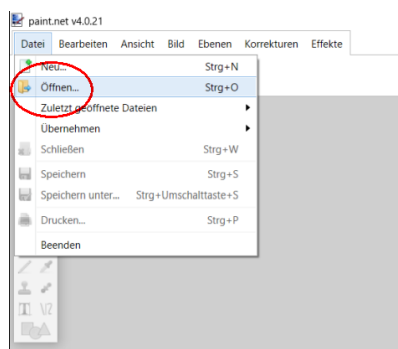 paint.net v4.0.21
Datei Bearbeiten Ansicht Bild Ebenen Korrekturen Effekte
Neu... Strg+N
Öffnen... Strg+O
Zuletzt geöffnete Dateien
Übernehmen
Schließen Strg+W
Speichern Strg+S
Speichern unter... Strg+Umschalttaste+S
Drucken... Strg+P
Beenden